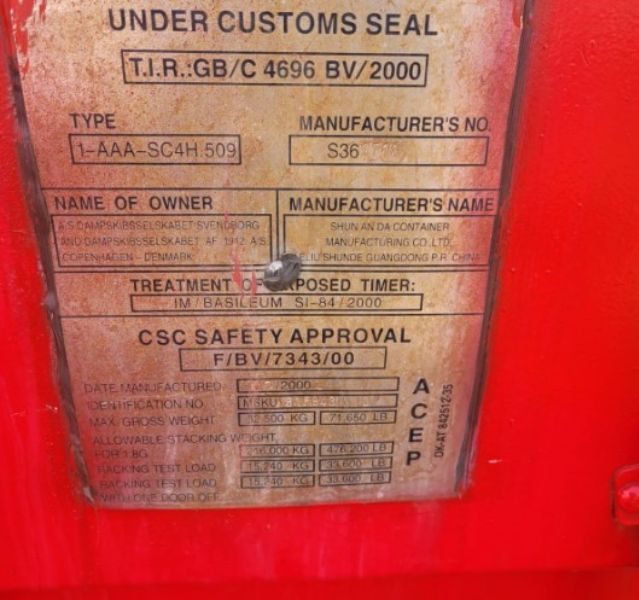 UNDER CUSTOMS SEAL
T.I.R.:GB/C 4696 BV/2000
TYPE MANUFACTURER'S NO.
1-AAA-SC4H.509 S36
NAME OF OWNER MANUFACTURER'S NAME
A/S DAMPSKIBSSELSKABET SVENDBORG SHUN AN DA CONTAINER
AND DAMPSKIBSSELSKABET AF 1912 A/S MANUFACTURING CO.LTD.
COPENHAGEN - DENMARK SHUNDE GUANGDONG P.R. CHINA
TREATMENT OF EXPOSED TIMER:
IM / BASILEUM SI-84 / 2000
CSC SAFETY APPROVAL
F/BV/7343/00
DATE MANUFACTURED /2000
IDENTIFICATION NO. MSKU
MAX. GROSS WEIGHT 32.500 KG 71.650 LB
ALLOWABLE STACKING WEIGHT
FOR 1.8G 216.000 KG 476.200 LB
RACKING TEST LOAD 15.240 KG 33.600 LB
RACKING TEST LOAD 15.240 KG 33.600 LB
WITH ONE DOOR OFF
ACEP
DK-AT 842512-35